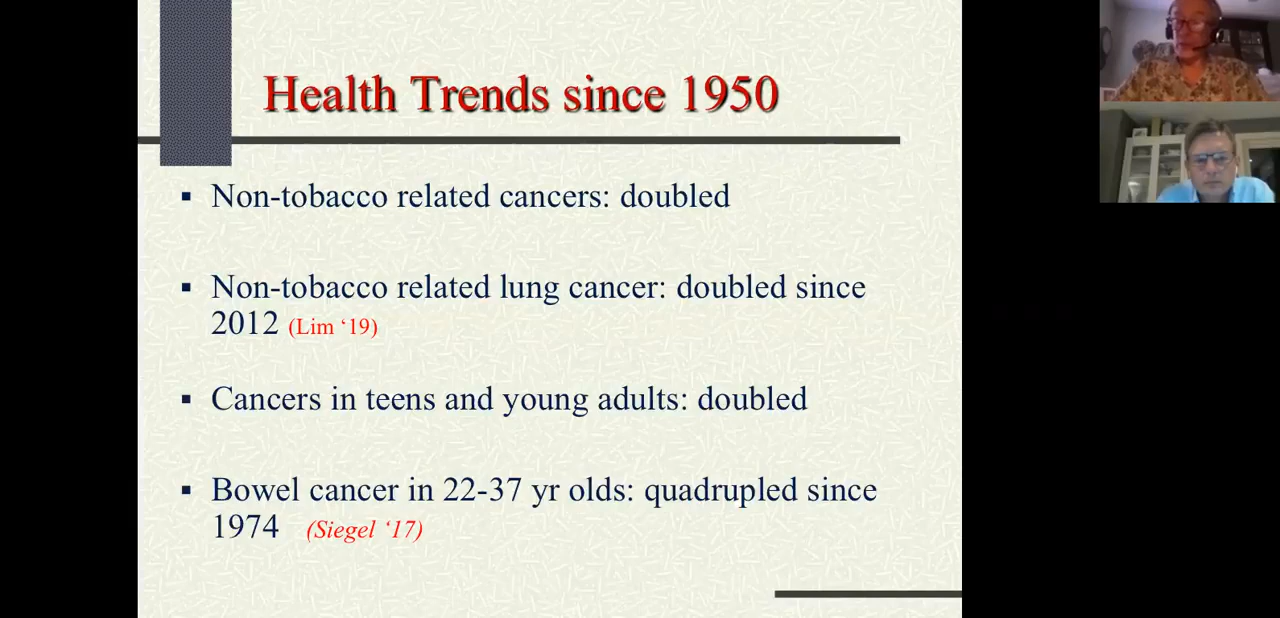 Health Trends since 1950
▪ Non-tobacco related cancers: doubled
▪ Non-tobacco related lung cancer: doubled since
2012 (Lim ‘19)
▪ Cancers in teens and young adults: doubled
▪ Bowel cancer in 22-37 yr olds: quadrupled since
1974 (Siegel ‘17)